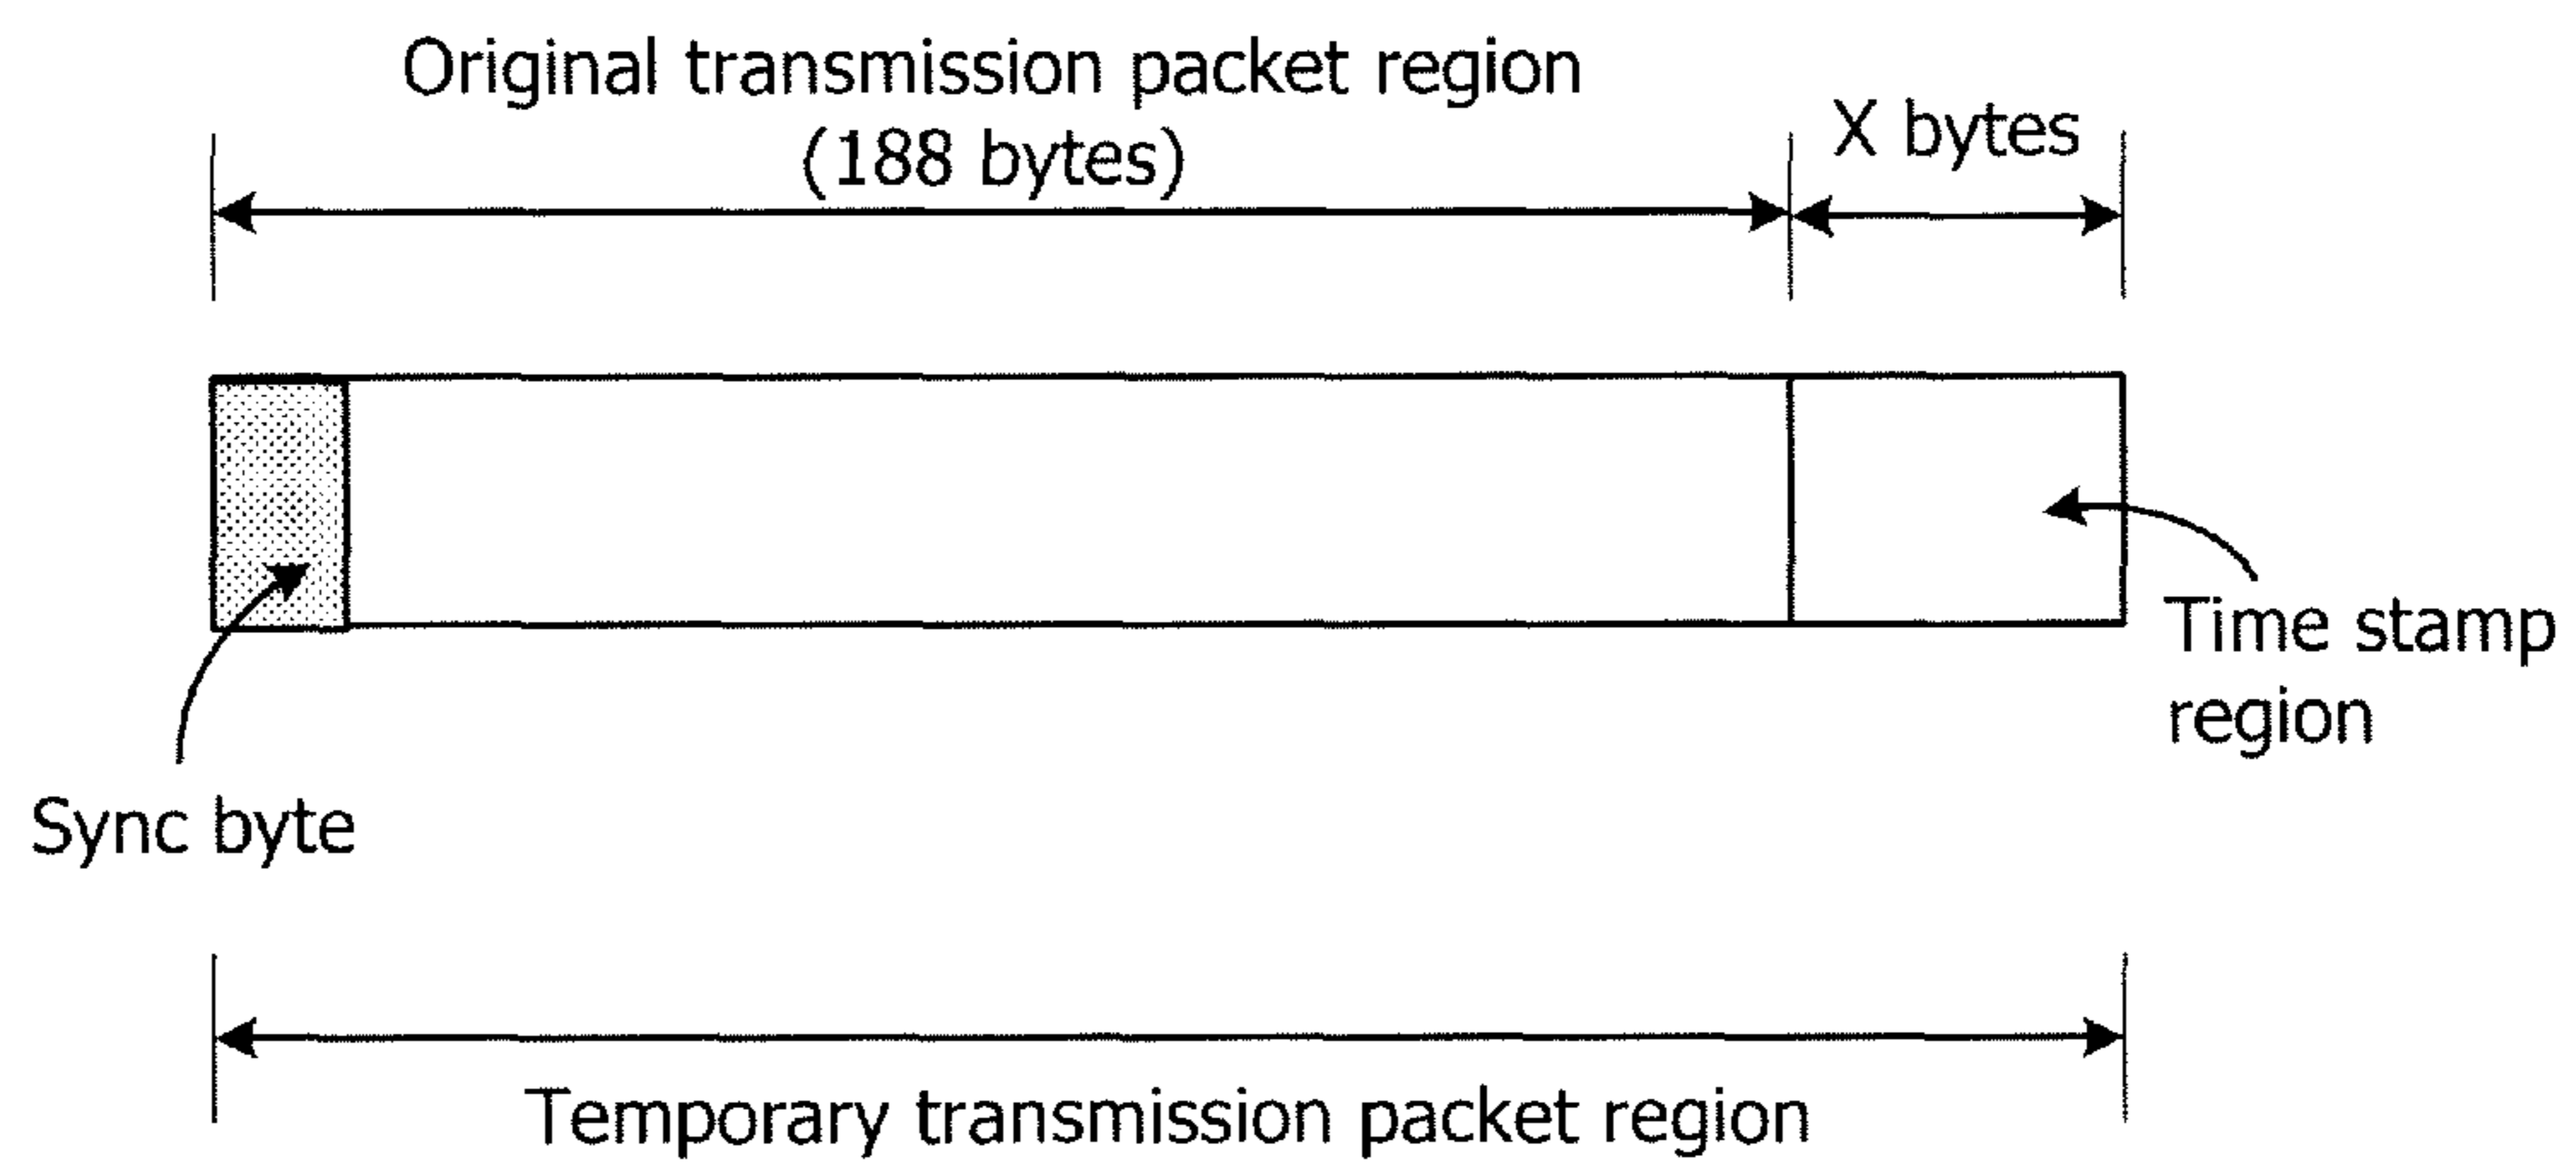 Original transmission packet region
(188 bytes)
X bytes
Time stamp
region
Sync byte
Temporary transmission packet region